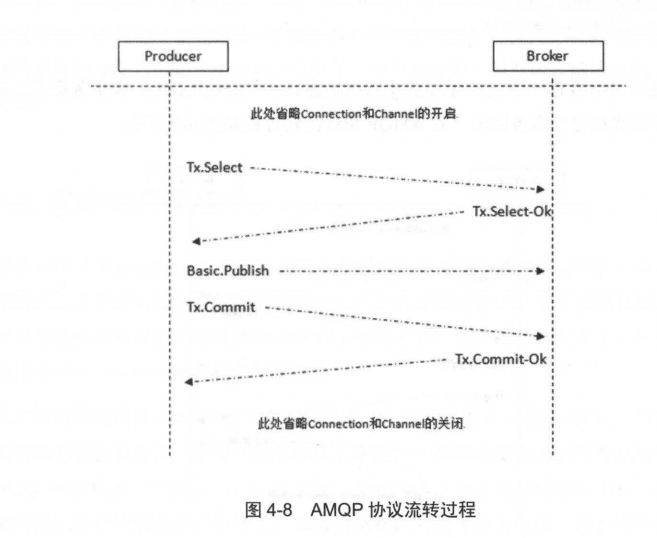 Producer
Broker
此处省略Connection和Channel的开启.
Tx.Select
Tx.Select-Ok
Basic.Publish
Tx.Commit
Tx.Commit-Ok
此处省略Connection和Channel的关闭.
图 4-8 AMQP 协议流转过程